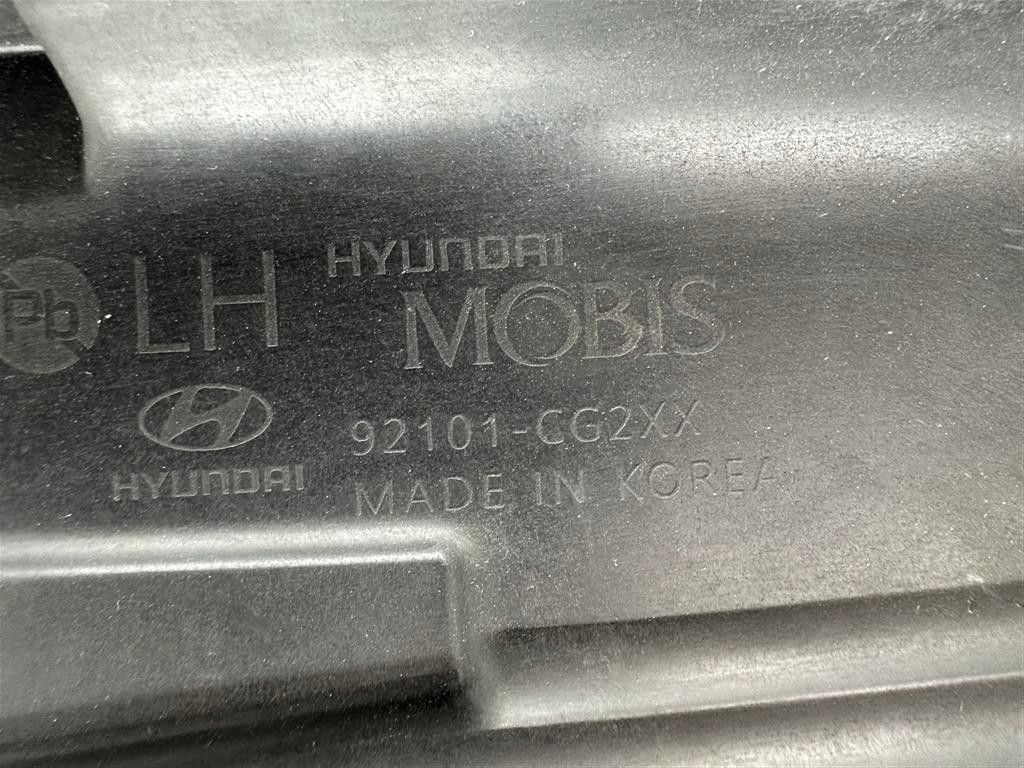 Pb
LH
HYUNDAI
MOBIS
HYUNDAI
92101-CG2XX
MADE IN KOREA